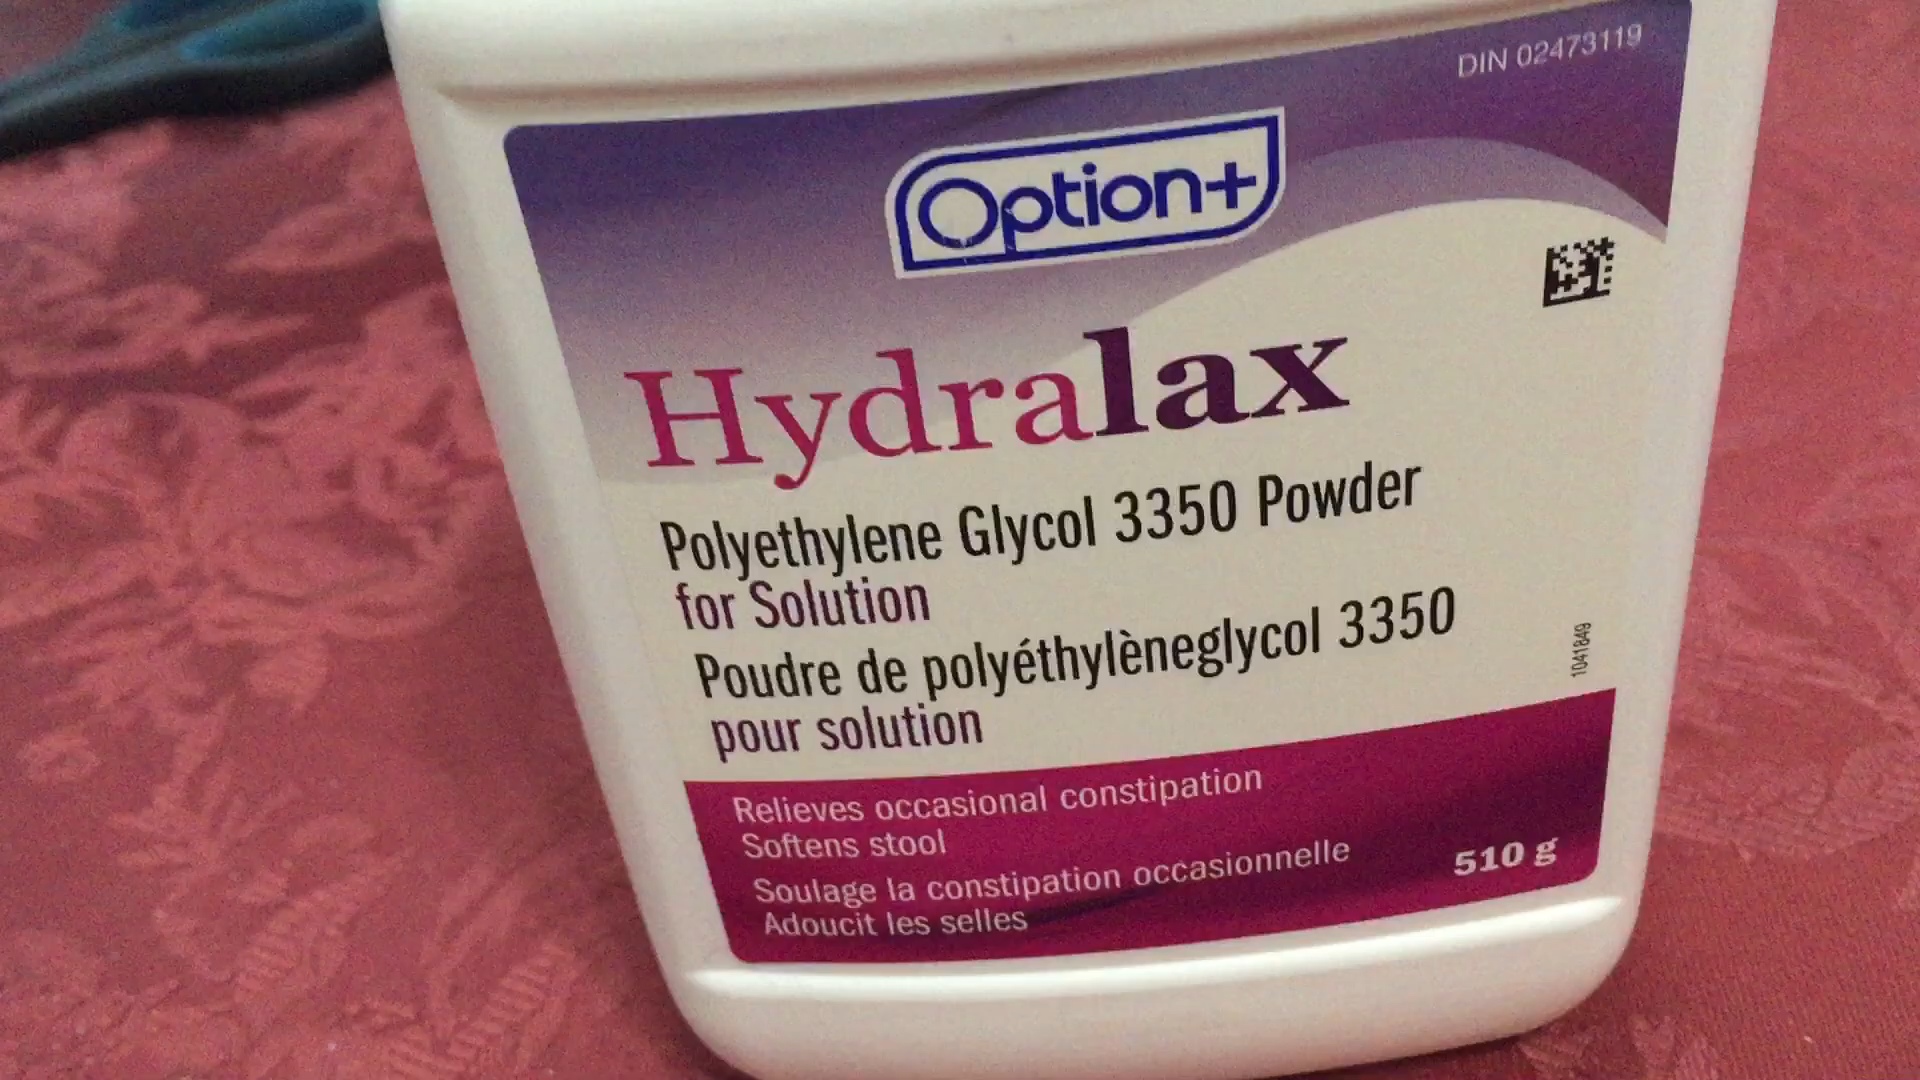 DIN 02473119
Option+
Hydralax
Polyethylene Glycol 3350 Powder
for Solution
Poudre de polyéthylèneglycol 3350
pour solution
1041849
Relieves occasional constipation
Softens stool
Soulage la constipation occasionnelle
Adoucit les selles
510 g